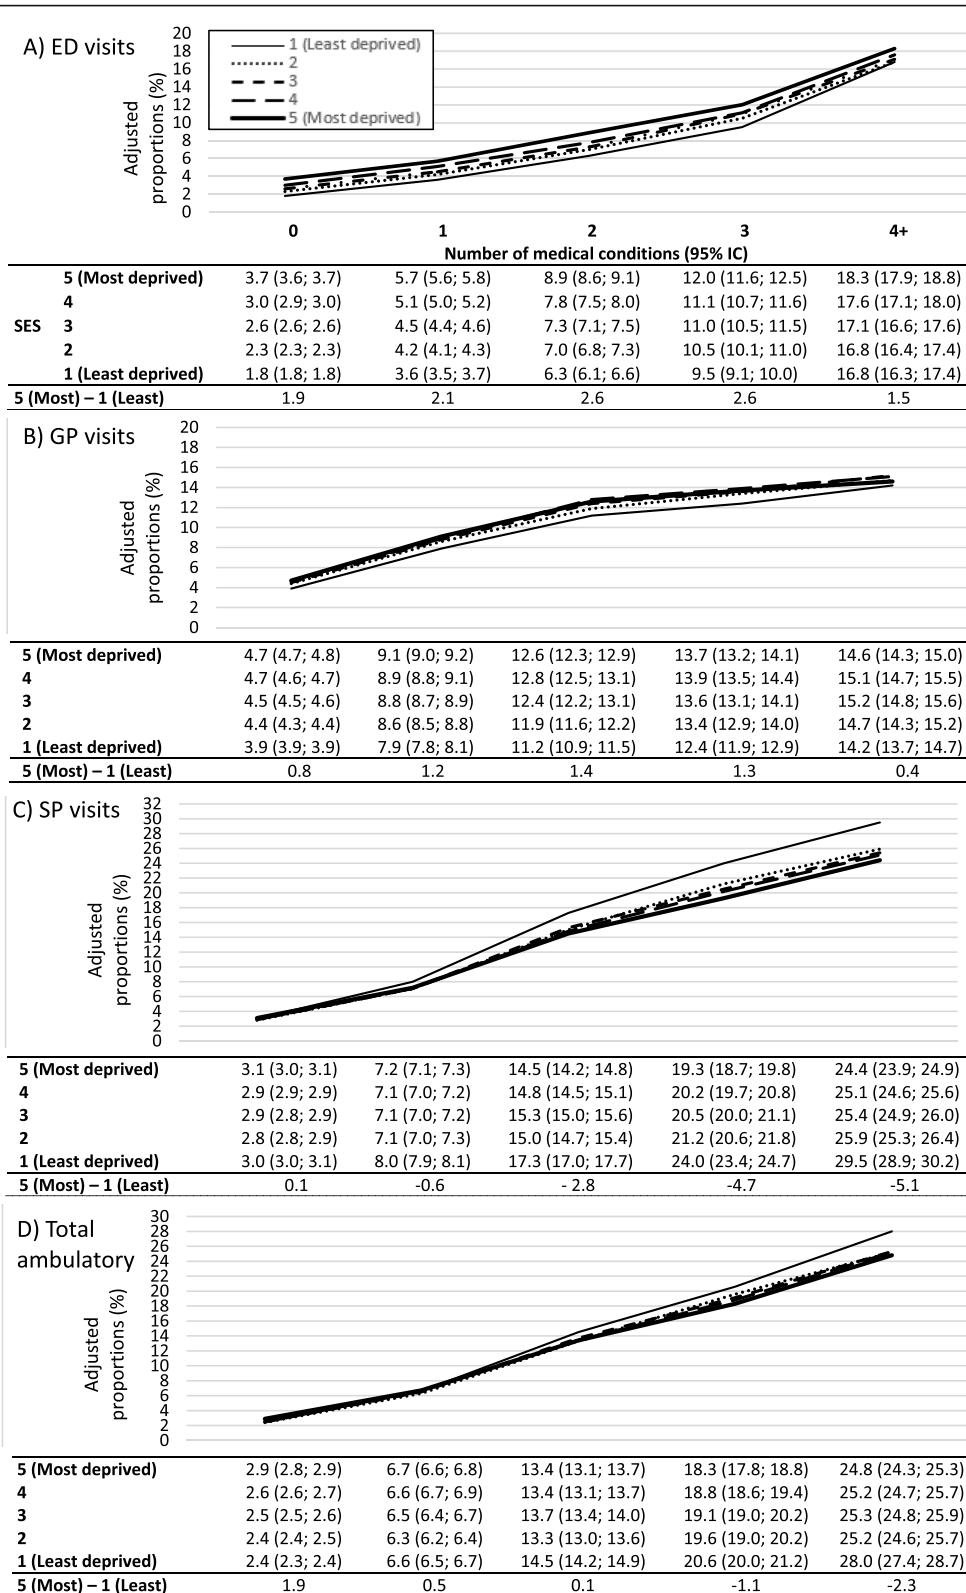 A) ED visits
Adjusted
proportions (%)
20
18
16
14
12
10
8
6
4
2
0
1 (Least deprived)
2
3
4
5 (Most deprived)
0 1 2 3 4+
Number of medical conditions (95% IC)
5 (Most deprived) 3.7 (3.6; 3.7) 5.7 (5.6; 5.8) 8.9 (8.6; 9.1) 12.0 (11.6; 12.5) 18.3 (17.9; 18.8)
4 3.0 (2.9; 3.0) 5.1 (5.0; 5.2) 7.8 (7.5; 8.0) 11.1 (10.7; 11.6) 17.6 (17.1; 18.0)
SES 3 2.6 (2.6; 2.6) 4.5 (4.4; 4.6) 7.3 (7.1; 7.5) 11.0 (10.5; 11.5) 17.1 (16.6; 17.6)
2 2.3 (2.3; 2.3) 4.2 (4.1; 4.3) 7.0 (6.8; 7.3) 10.5 (10.1; 11.0) 16.8 (16.4; 17.4)
1 (Least deprived) 1.8 (1.8; 1.8) 3.6 (3.5; 3.7) 6.3 (6.1; 6.6) 9.5 (9.1; 10.0) 16.8 (16.3; 17.4)
5 (Most) – 1 (Least) 1.9 2.1 2.6 2.6 1.5
B) GP visits
Adjusted
proportions (%)
20
18
16
14
12
10
8
6
4
2
0
5 (Most deprived) 4.7 (4.7; 4.8) 9.1 (9.0; 9.2) 12.6 (12.3; 12.9) 13.7 (13.2; 14.1) 14.6 (14.3; 15.0)
4 4.7 (4.6; 4.7) 8.9 (8.8; 9.1) 12.8 (12.5; 13.1) 13.9 (13.5; 14.4) 15.1 (14.7; 15.5)
3 4.5 (4.5; 4.6) 8.8 (8.7; 8.9) 12.4 (12.2; 13.1) 13.6 (13.1; 14.1) 15.2 (14.8; 15.6)
2 4.4 (4.3; 4.4) 8.6 (8.5; 8.8) 11.9 (11.6; 12.2) 13.4 (12.9; 14.0) 14.7 (14.3; 15.2)
1 (Least deprived) 3.9 (3.9; 3.9) 7.9 (7.8; 8.1) 11.2 (10.9; 11.5) 12.4 (11.9; 12.9) 14.2 (13.7; 14.7)
5 (Most) – 1 (Least) 0.8 1.2 1.4 1.3 0.4
C) SP visits
Adjusted
proportions (%)
32
30
28
26
24
22
20
18
16
14
12
10
8
6
4
2
0
5 (Most deprived) 3.1 (3.0; 3.1) 7.2 (7.1; 7.3) 14.5 (14.2; 14.8) 19.3 (18.7; 19.8) 24.4 (23.9; 24.9)
4 2.9 (2.9; 2.9) 7.1 (7.0; 7.2) 14.8 (14.5; 15.1) 20.2 (19.7; 20.8) 25.1 (24.6; 25.6)
3 2.9 (2.8; 2.9) 7.1 (7.0; 7.2) 15.3 (15.0; 15.6) 20.5 (20.0; 21.1) 25.4 (24.9; 26.0)
2 2.8 (2.8; 2.9) 7.1 (7.0; 7.3) 15.0 (14.7; 15.4) 21.2 (20.6; 21.8) 25.9 (25.3; 26.4)
1 (Least deprived) 3.0 (3.0; 3.1) 8.0 (7.9; 8.1) 17.3 (17.0; 17.7) 24.0 (23.4; 24.7) 29.5 (28.9; 30.2)
5 (Most) – 1 (Least) 0.1 -0.6 - 2.8 -4.7 -5.1
D) Total
ambulatory
Adjusted
proportions (%)
30
28
26
24
22
20
18
16
14
12
10
8
6
4
2
0
5 (Most deprived) 2.9 (2.8; 2.9) 6.7 (6.6; 6.8) 13.4 (13.1; 13.7) 18.3 (17.8; 18.8) 24.8 (24.3; 25.3)
4 2.6 (2.6; 2.7) 6.6 (6.7; 6.9) 13.4 (13.1; 13.7) 18.8 (18.6; 19.4) 25.2 (24.7; 25.7)
3 2.5 (2.5; 2.6) 6.5 (6.4; 6.7) 13.7 (13.4; 14.0) 19.1 (19.0; 20.2) 25.3 (24.8; 25.9)
2 2.4 (2.4; 2.5) 6.3 (6.2; 6.4) 13.3 (13.0; 13.6) 19.6 (19.0; 20.2) 25.2 (24.6; 25.7)
1 (Least deprived) 2.4 (2.3; 2.4) 6.6 (6.5; 6.7) 14.5 (14.2; 14.9) 20.6 (20.0; 21.2) 28.0 (27.4; 28.7)
5 (Most) – 1 (Least) 1.9 0.5 0.1 -1.1 -2.3